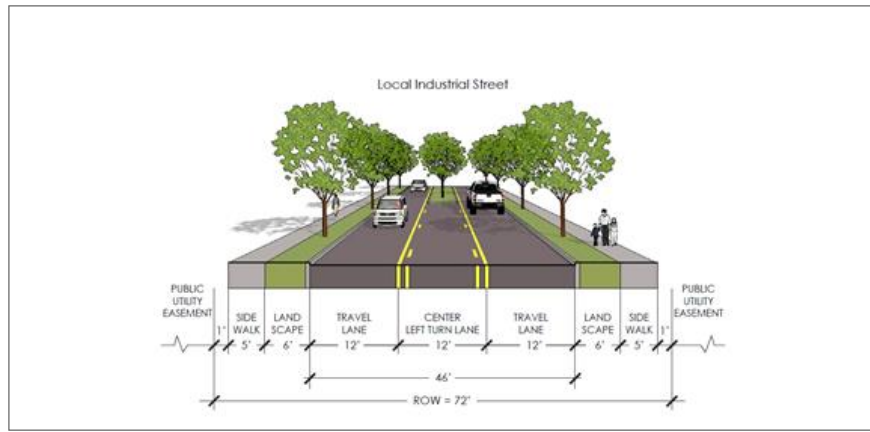 Local Industrial Street
PUBLIC
UTILITY
EASEMENT
1'
SIDE
WALK
5'
LAND
SCAPE
6'
TRAVEL
LANE
12'
CENTER
LEFT TURN LANE
12'
TRAVEL
LANE
12'
LAND
SCAPE
6'
SIDE
WALK
5'
1'
PUBLIC
UTILITY
EASEMENT
46'
ROW = 72'